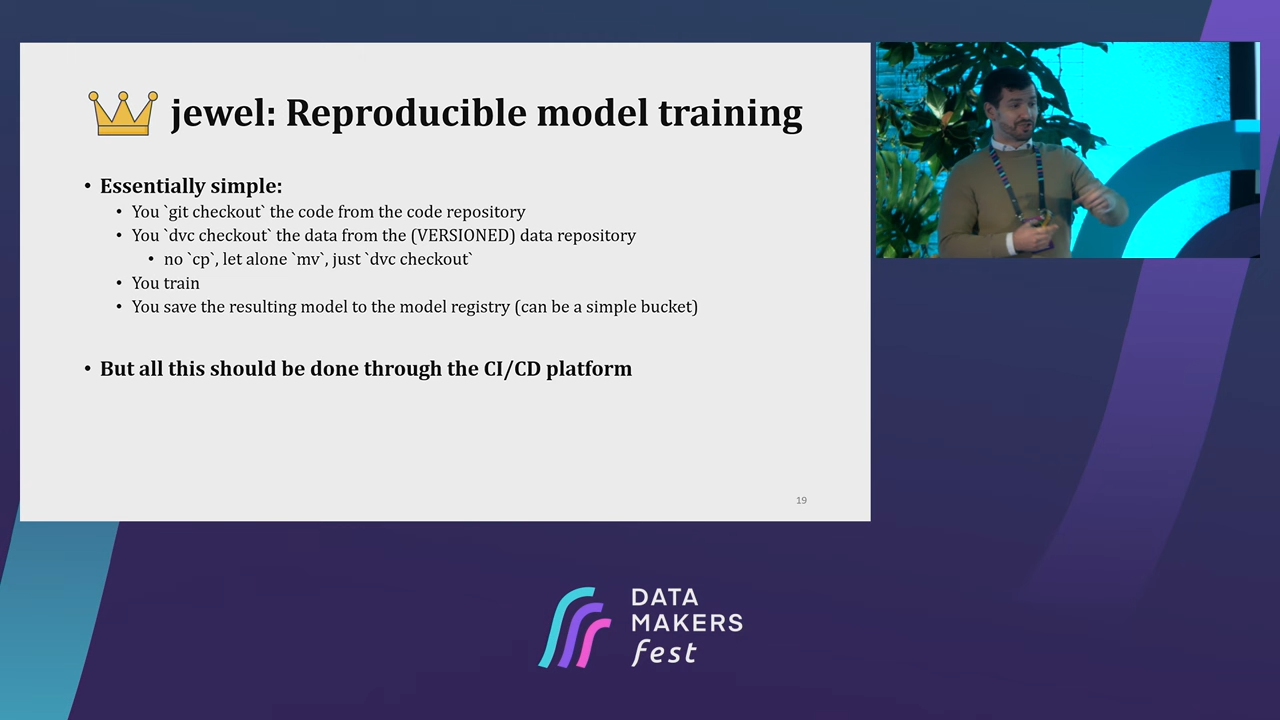 jewel: Reproducible model training
• Essentially simple:
• You `git checkout` the code from the code repository
• You `dvc checkout` the data from the (VERSIONED) data repository
• no `cp`, let alone `mv`, just `dvc checkout`
• You train
• You save the resulting model to the model registry (can be a simple bucket)
• But all this should be done through the CI/CD platform
19
DATA
MAKERS
fest